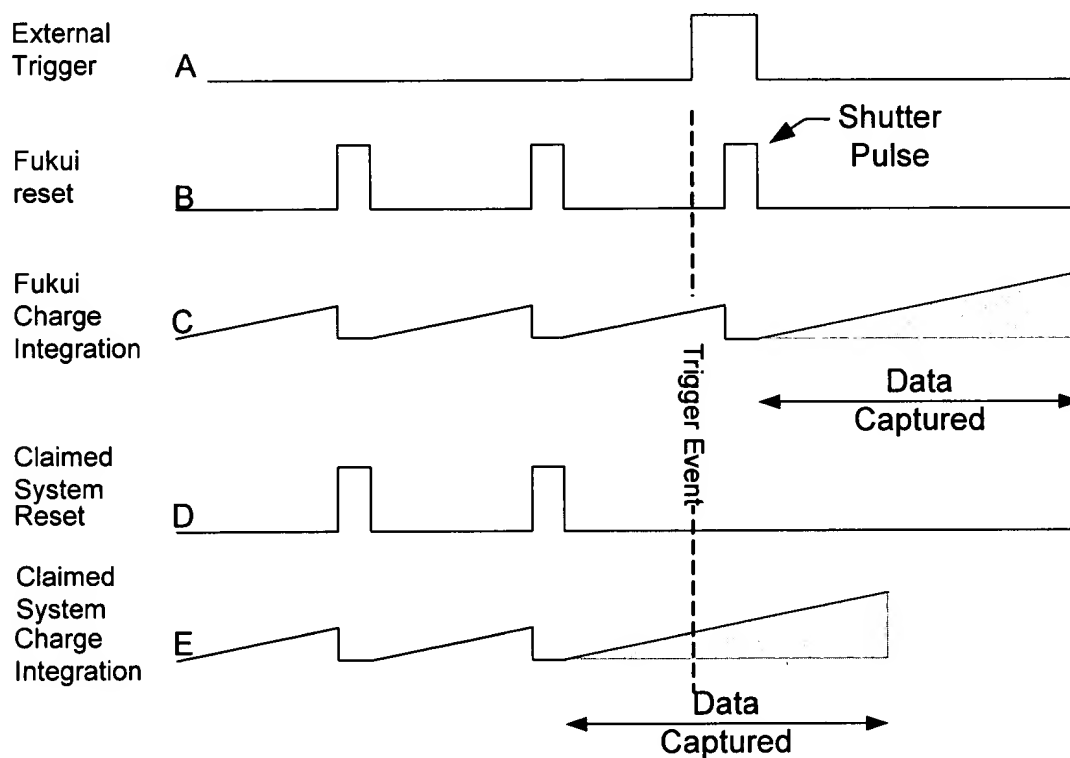 External
Trigger
A
Shutter
Pulse
Fukui
reset
B
Fukui
Charge
Integration
C
Trigger Event
Data
Captured
Claimed
System
Reset
D
Claimed
System
Charge
Integration
E
Data
Captured